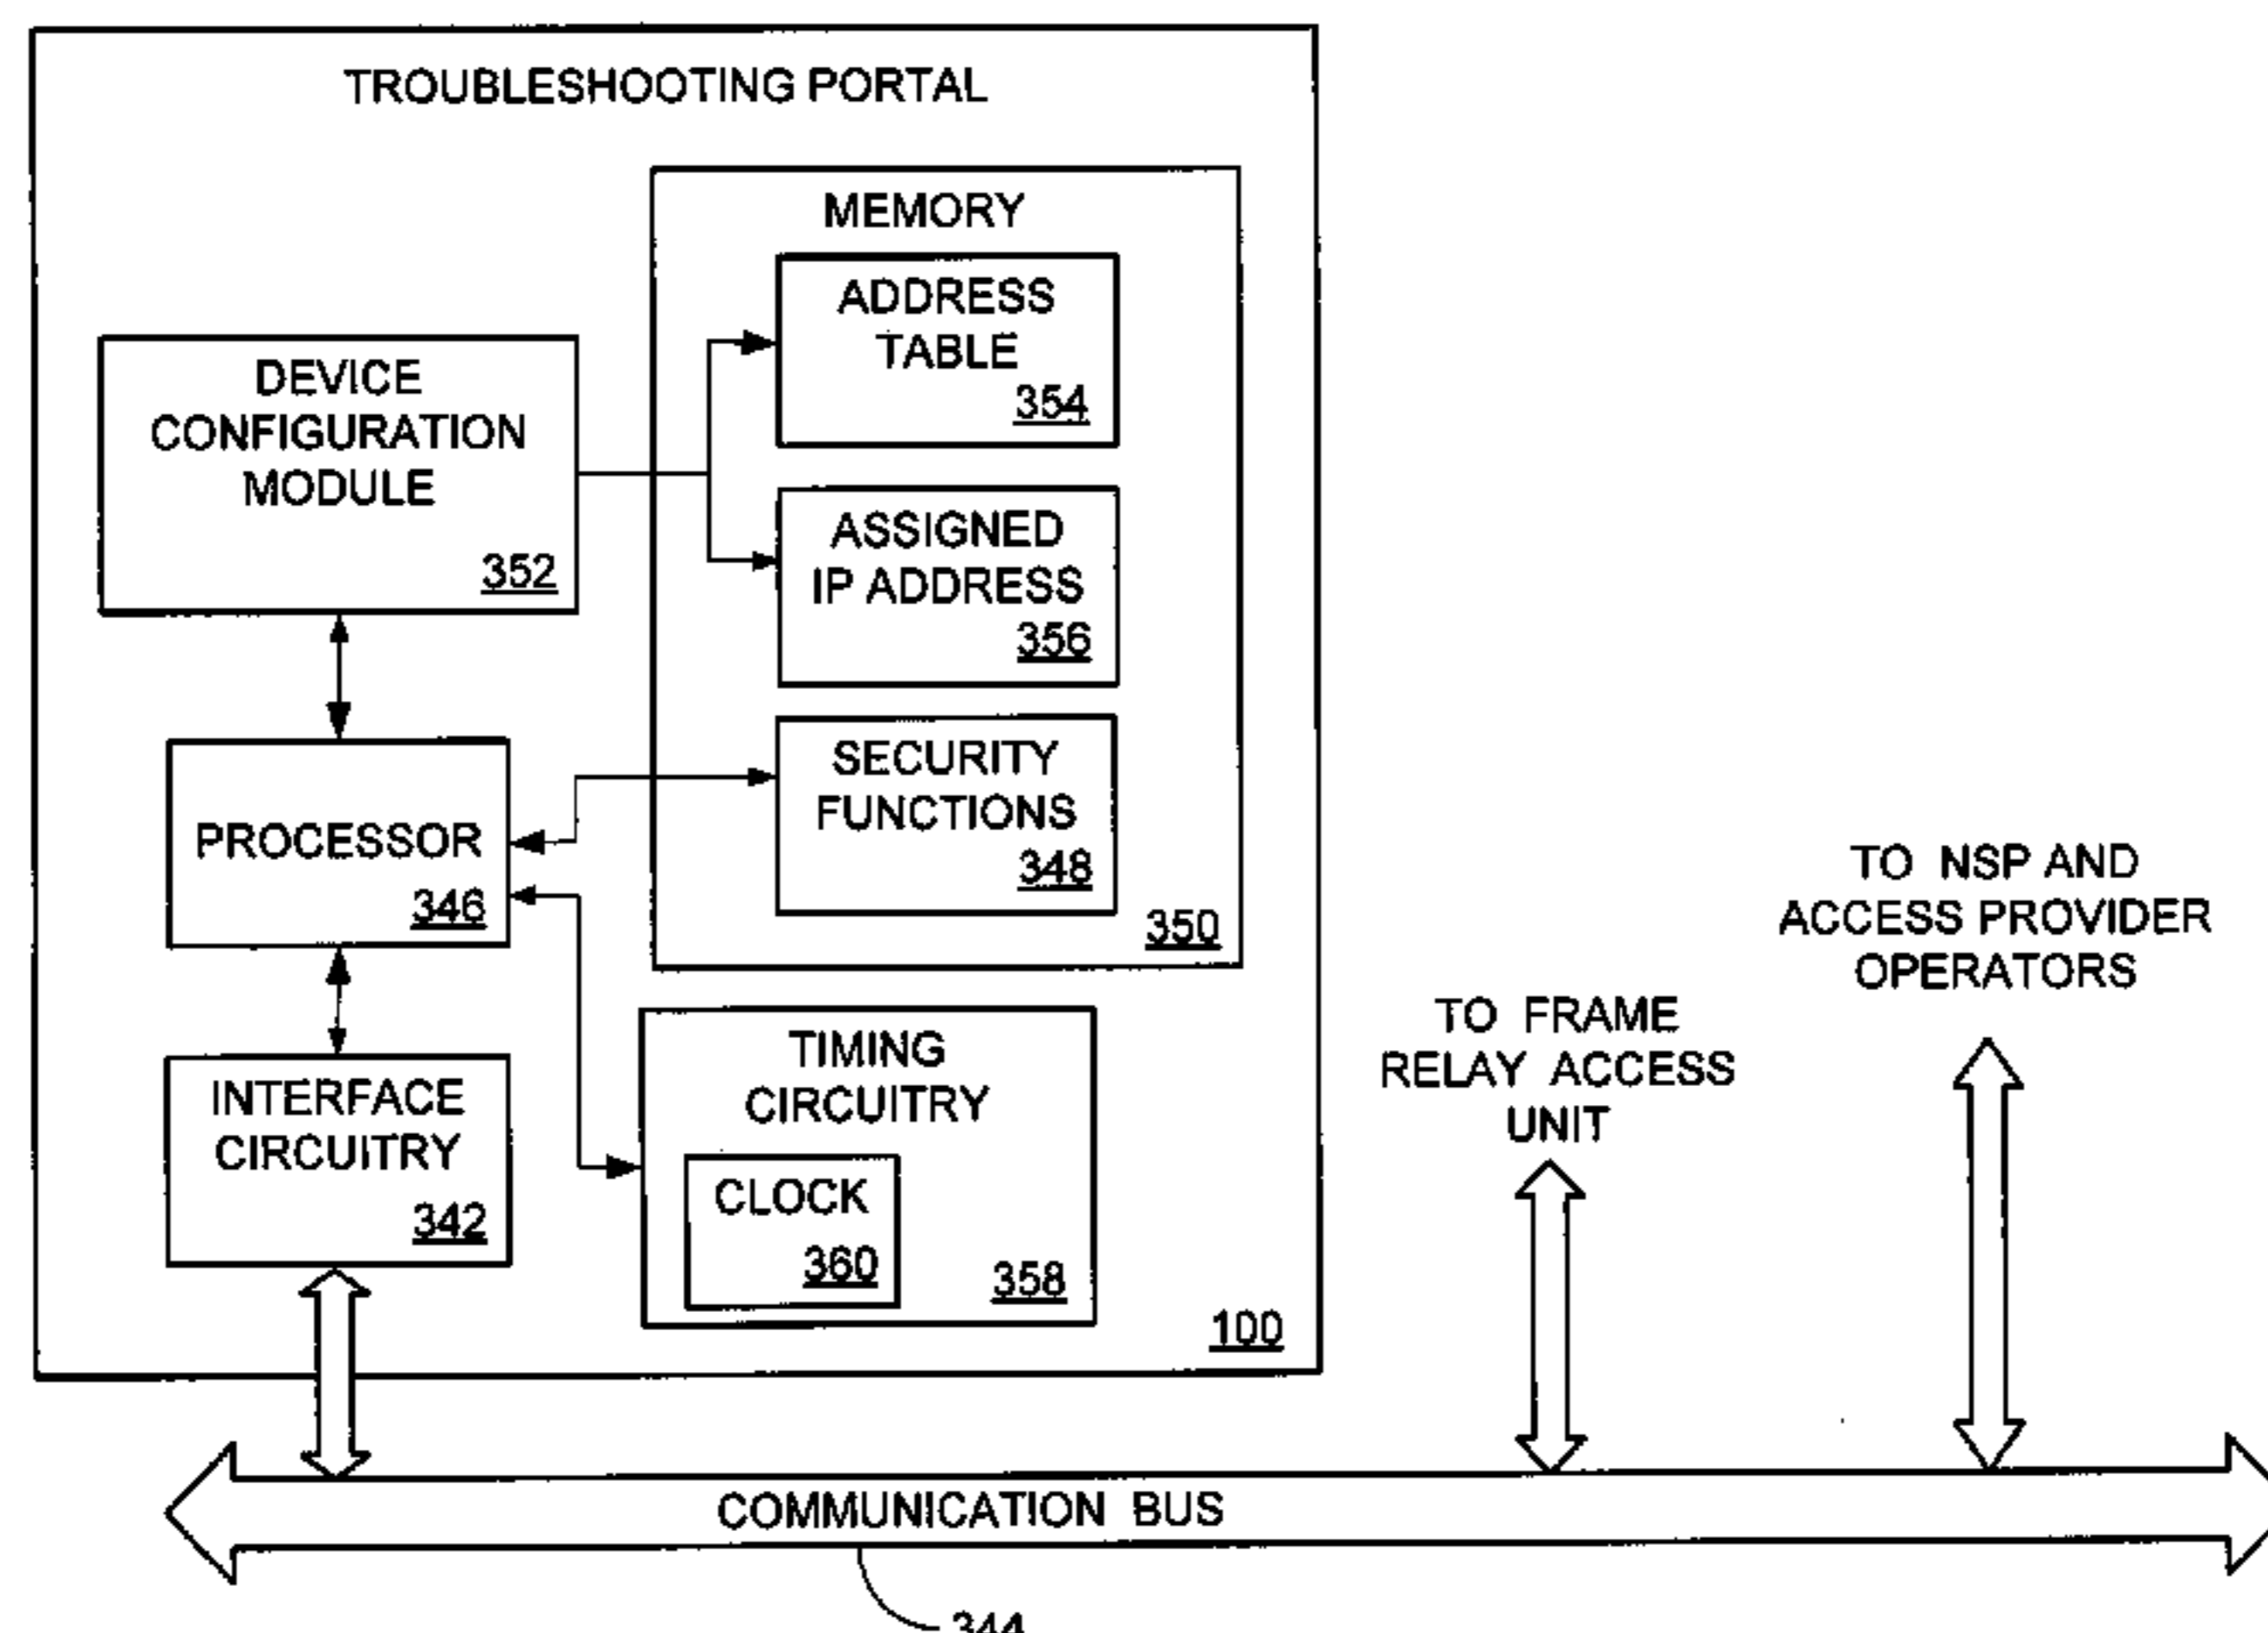 TROUBLESHOOTING PORTAL
MEMORY
ADDRESS
TABLE
354
DEVICE
CONFIGURATION
MODULE
352
ASSIGNED
IP ADDRESS
356
SECURITY
FUNCTIONS
348
350
PROCESSOR
346
INTERFACE
CIRCUITRY
342
TIMING
CIRCUITRY
CLOCK
360
358
100
TO FRAME
RELAY ACCESS
UNIT
TO NSP AND
ACCESS PROVIDER
OPERATORS
COMMUNICATION BUS
344